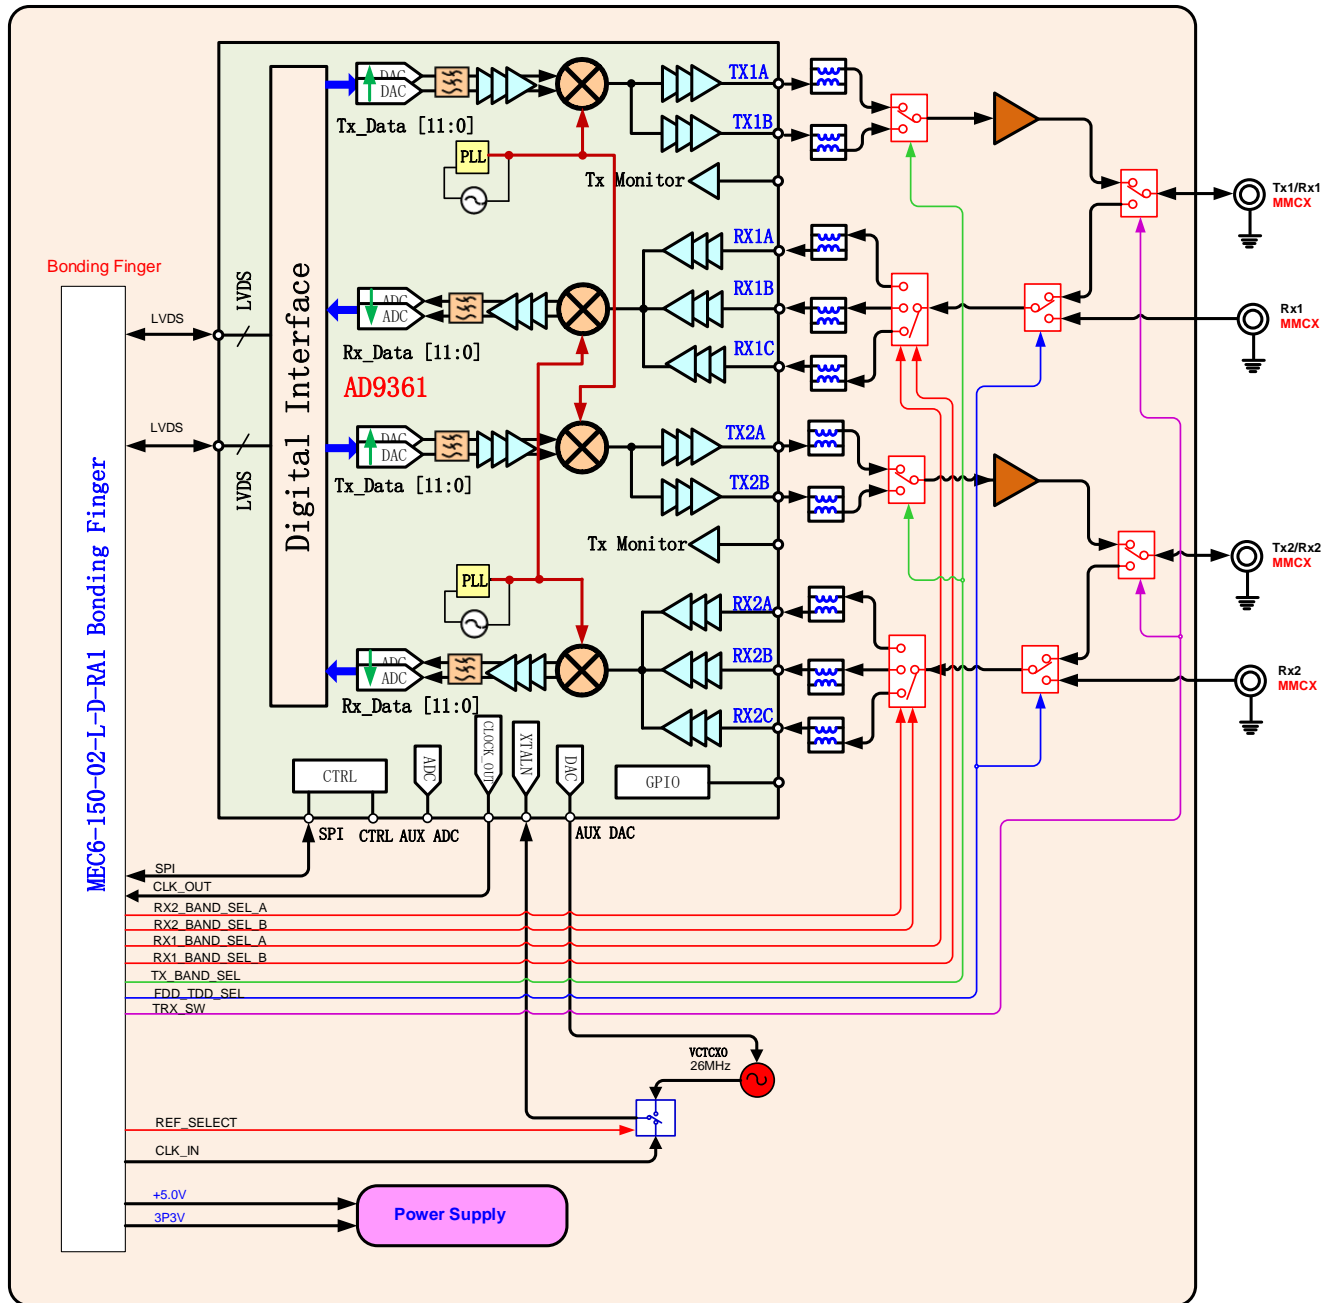 DAC
DAC
TX1A
Tx_Data [11:0]
TX1B
PLL
Tx Monitor
Tx1/Rx1
MMCX
RX1A
Bonding Finger
LVDS
RX1B
LVDS
ADC
ADC
Rx1
MMCX
Rx_Data [11:0]
RX1C
AD9361
Digital Interface
LVDS
DAC
DAC
TX2A
LVDS
Tx_Data [11:0]
TX2B
MEC6-150-02-L-D-RA1 Bonding Finger
Tx Monitor
Tx2/Rx2
MMCX
PLL
RX2A
ADC
ADC
RX2B
Rx2
MMCX
Rx_Data [11:0]
RX2C
CLOCK_OUT
XTALN
CTRL
ADC
DAC
GPIO
SPI
CTRL
AUX ADC
AUX DAC
SPI
CLK_OUT
RX2_BAND_SEL_A
RX2_BAND_SEL_B
RX1_BAND_SEL_A
RX1_BAND_SEL_B
TX_BAND_SEL
FDD_TDD_SEL
TRX_SW
VCTCXO
26MHz
REF_SELECT
CLK_IN
+5.0V
3P3V
Power Supply